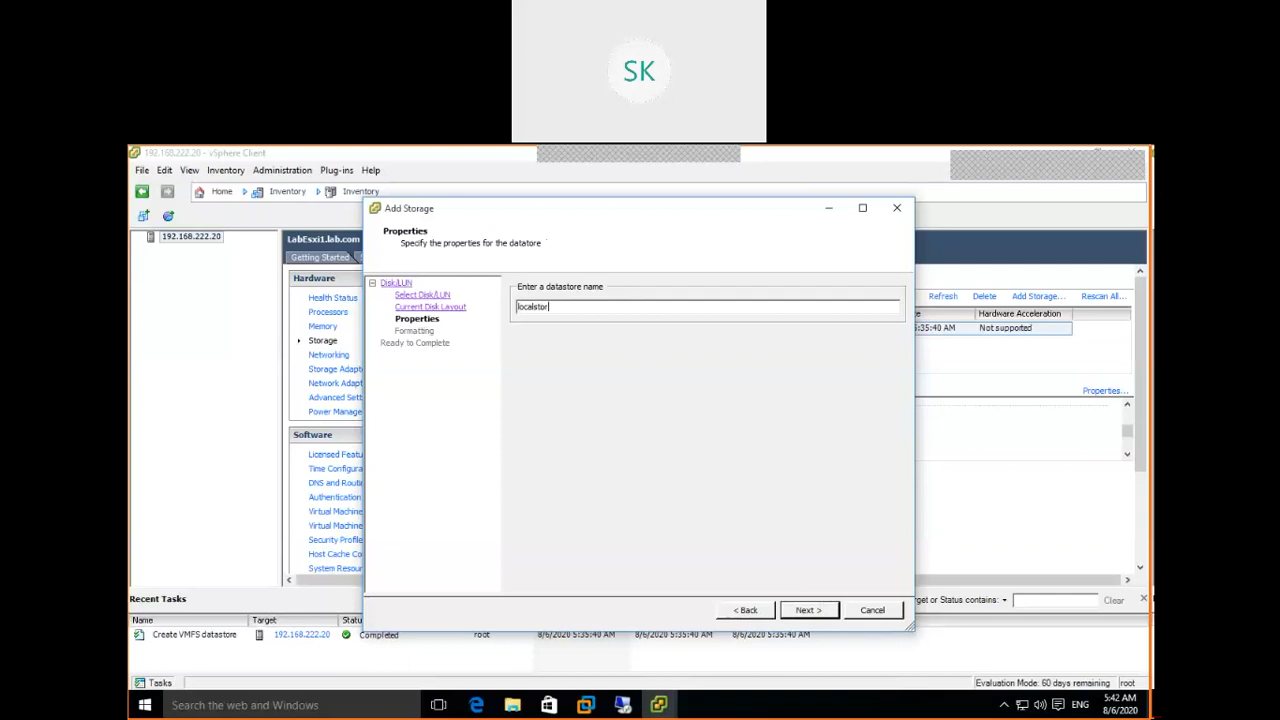 SK
192.168.222.20 - vSphere Client
File Edit View Inventory Administration Plug-ins Help
Home Inventory Inventory
192.168.222.20
LabEsxi1.lab.com
Getting Started
Hardware
Health Status
Processors
Memory
Storage
Networking
Storage Adapt
Network Adapt
Advanced Sett
Power Manage
Software
Licensed Featu
Time Configura
DNS and Route
Authentication
Virtual Machine
Virtual Machine
Security Profile
Host Cache Co
System Resour
Add Storage
Properties
Specify the properties for the datatore
Disk/LUN
Select Disk/LUN
Current Disk Layout
Properties
Formatting
Ready to Complete
Enter a datastore name
localstor
< Back Next > Cancel
Refresh Delete Add Storage... Rescan All...
Hardware Acceleration
:35:40 AM Not supported
Properties...
Recent Tasks
get or Status contains: Clear
Name Target Statu
Create VMFS datastore 192.168.222.20 Completed root 8/6/2020 5:35:40 AM 8/6/2020 5:35:40 AM 8/6/2020 5:35:40 AM
Tasks Evaluation Mode: 60 days remaining root
Search the web and Windows
ENG
5:42 AM
8/6/2020